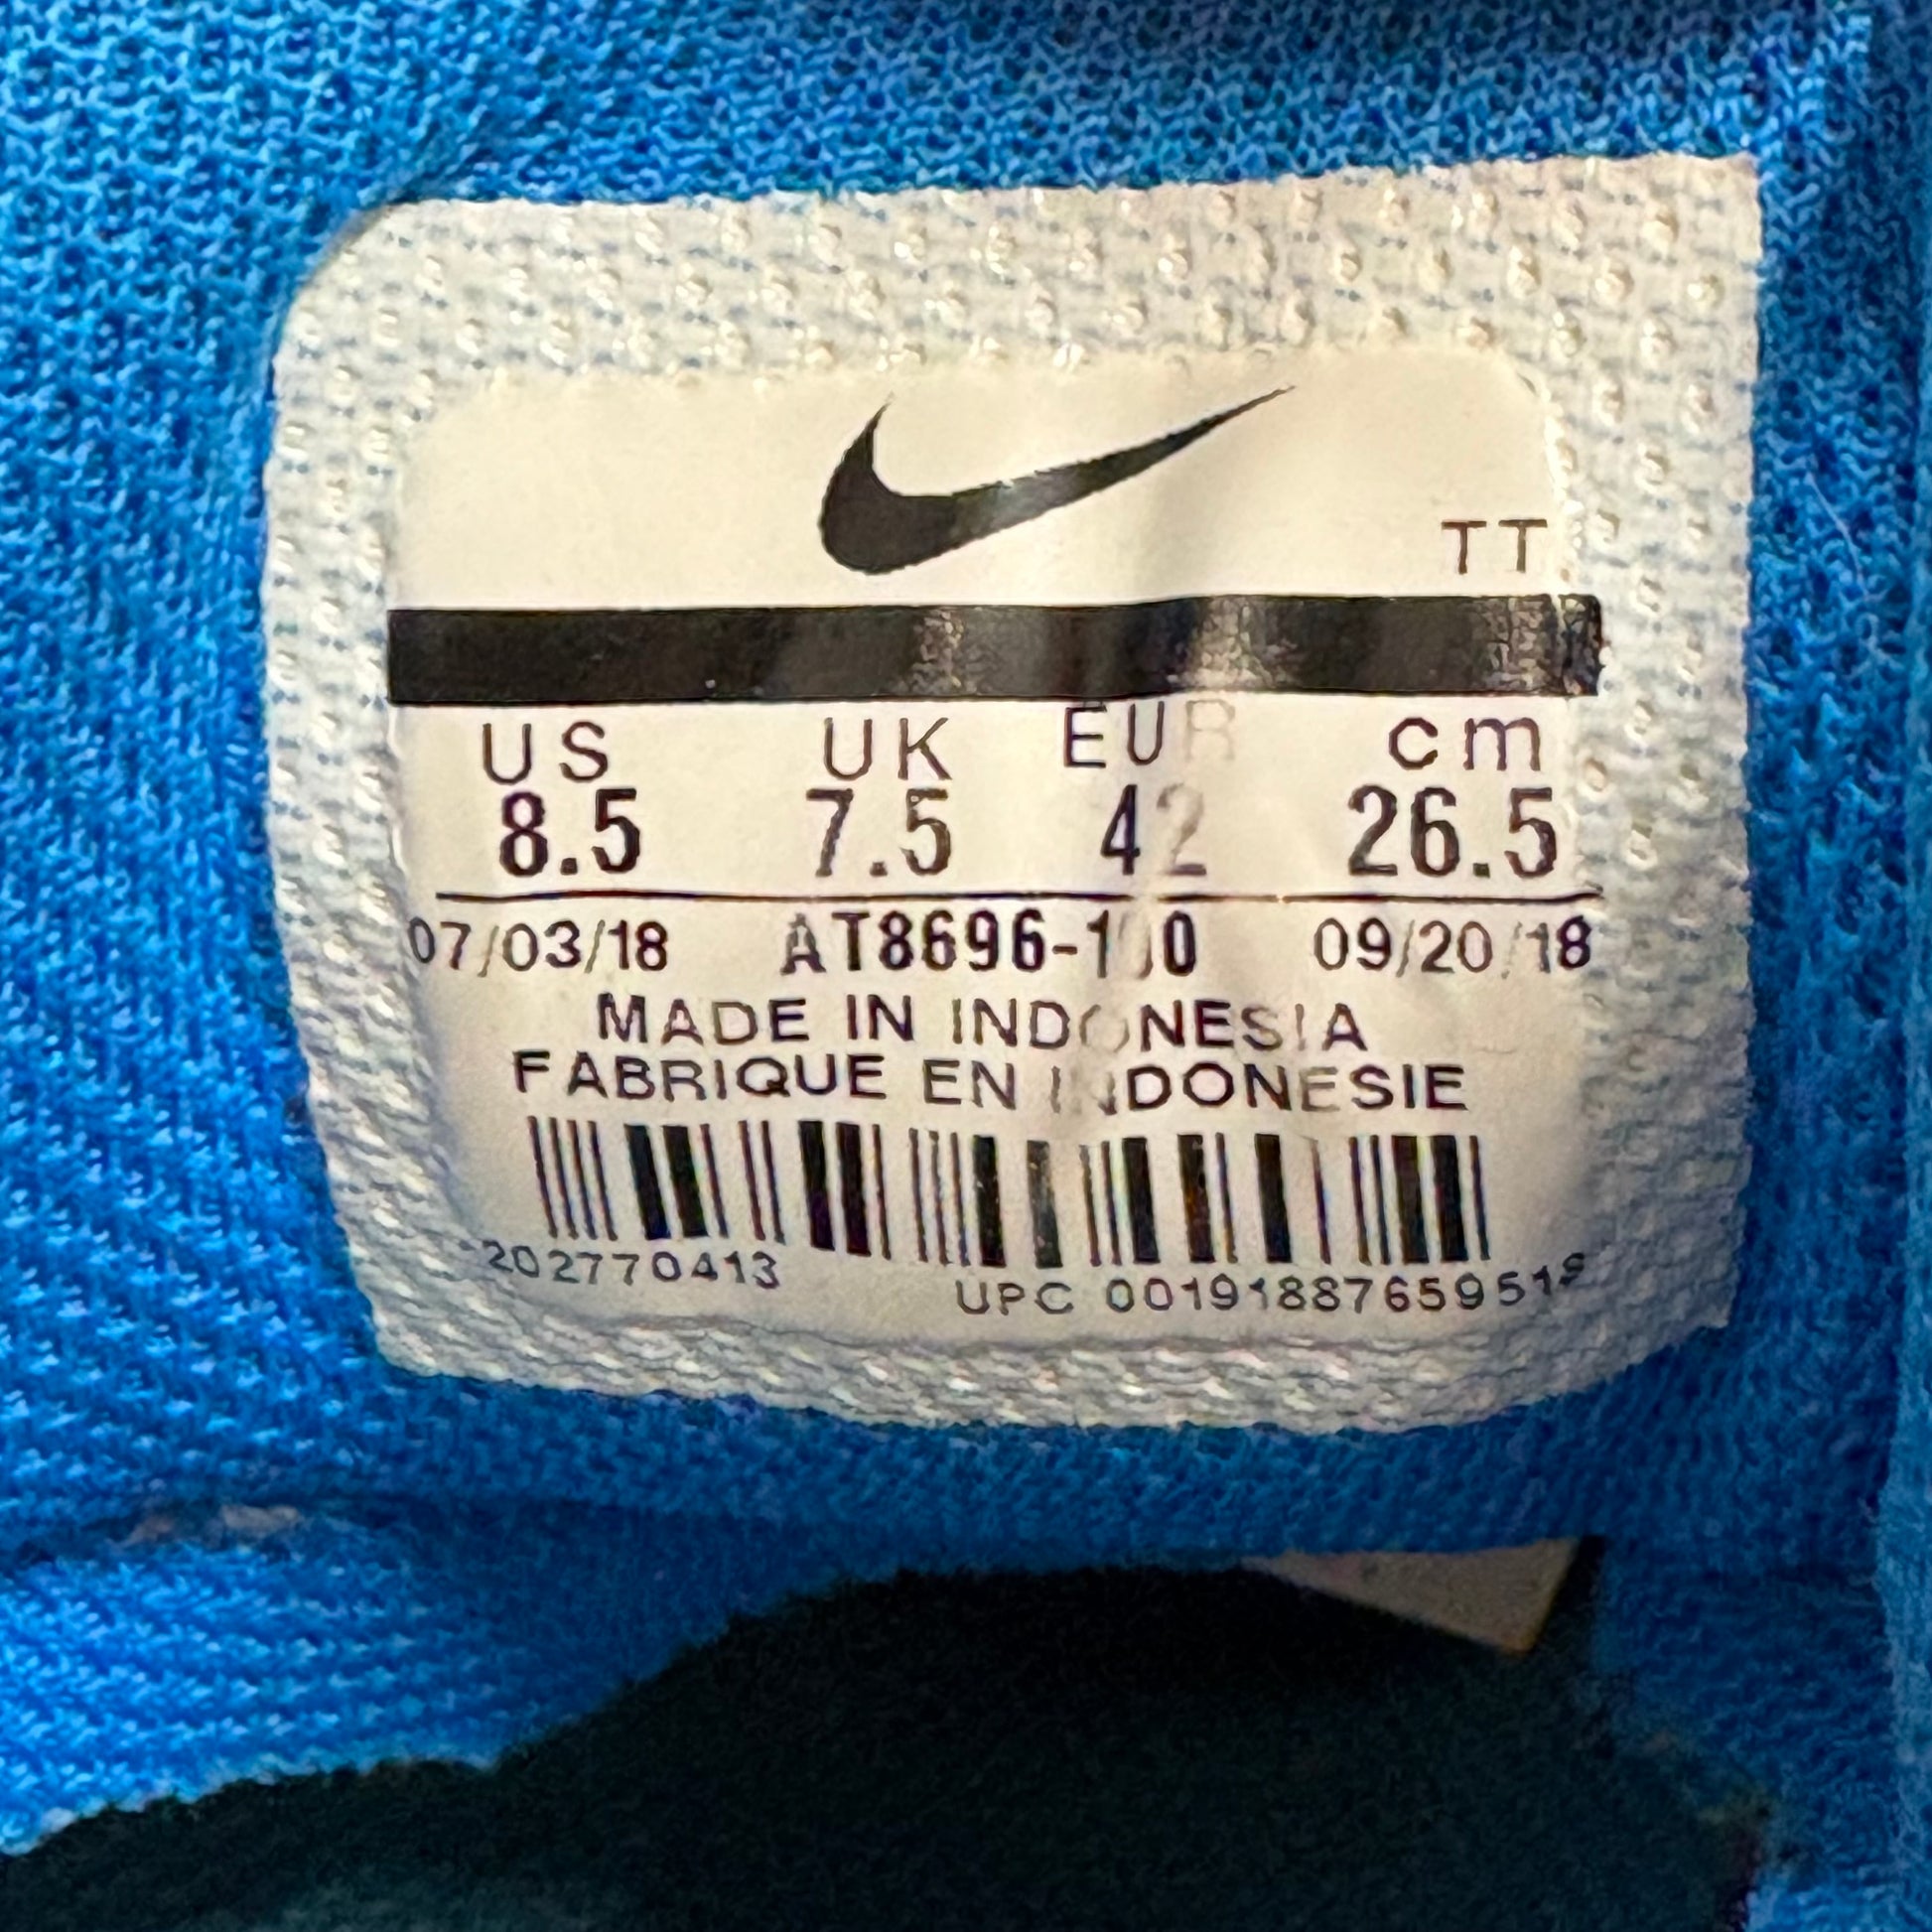 TT
US UK EUR cm
8.5 7.5 42 26.5
07/03/18 AT8696-100 09/20/18
MADE IN INDONESIA
FABRIQUE EN INDONESIE
202770413
UPC